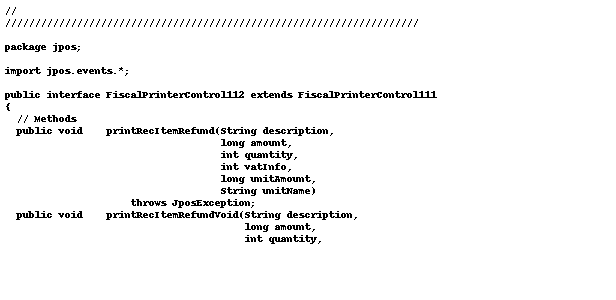 //
/////////////////////////////////////////////////////////////////////
package jpos;
import jpos.events.*;
public interface FiscalPrinterControl112 extends FiscalPrinterControl111
{
  // Methods
  public void    printRecItemRefund(String description,
                                    long amount,
                                    int quantity,
                                    int vatInfo,
                                    long unitAmount,
                                    String unitName)
                     throws JposException;
  public void    printRecItemRefundVoid(String description,
                                        long amount,
                                        int quantity,